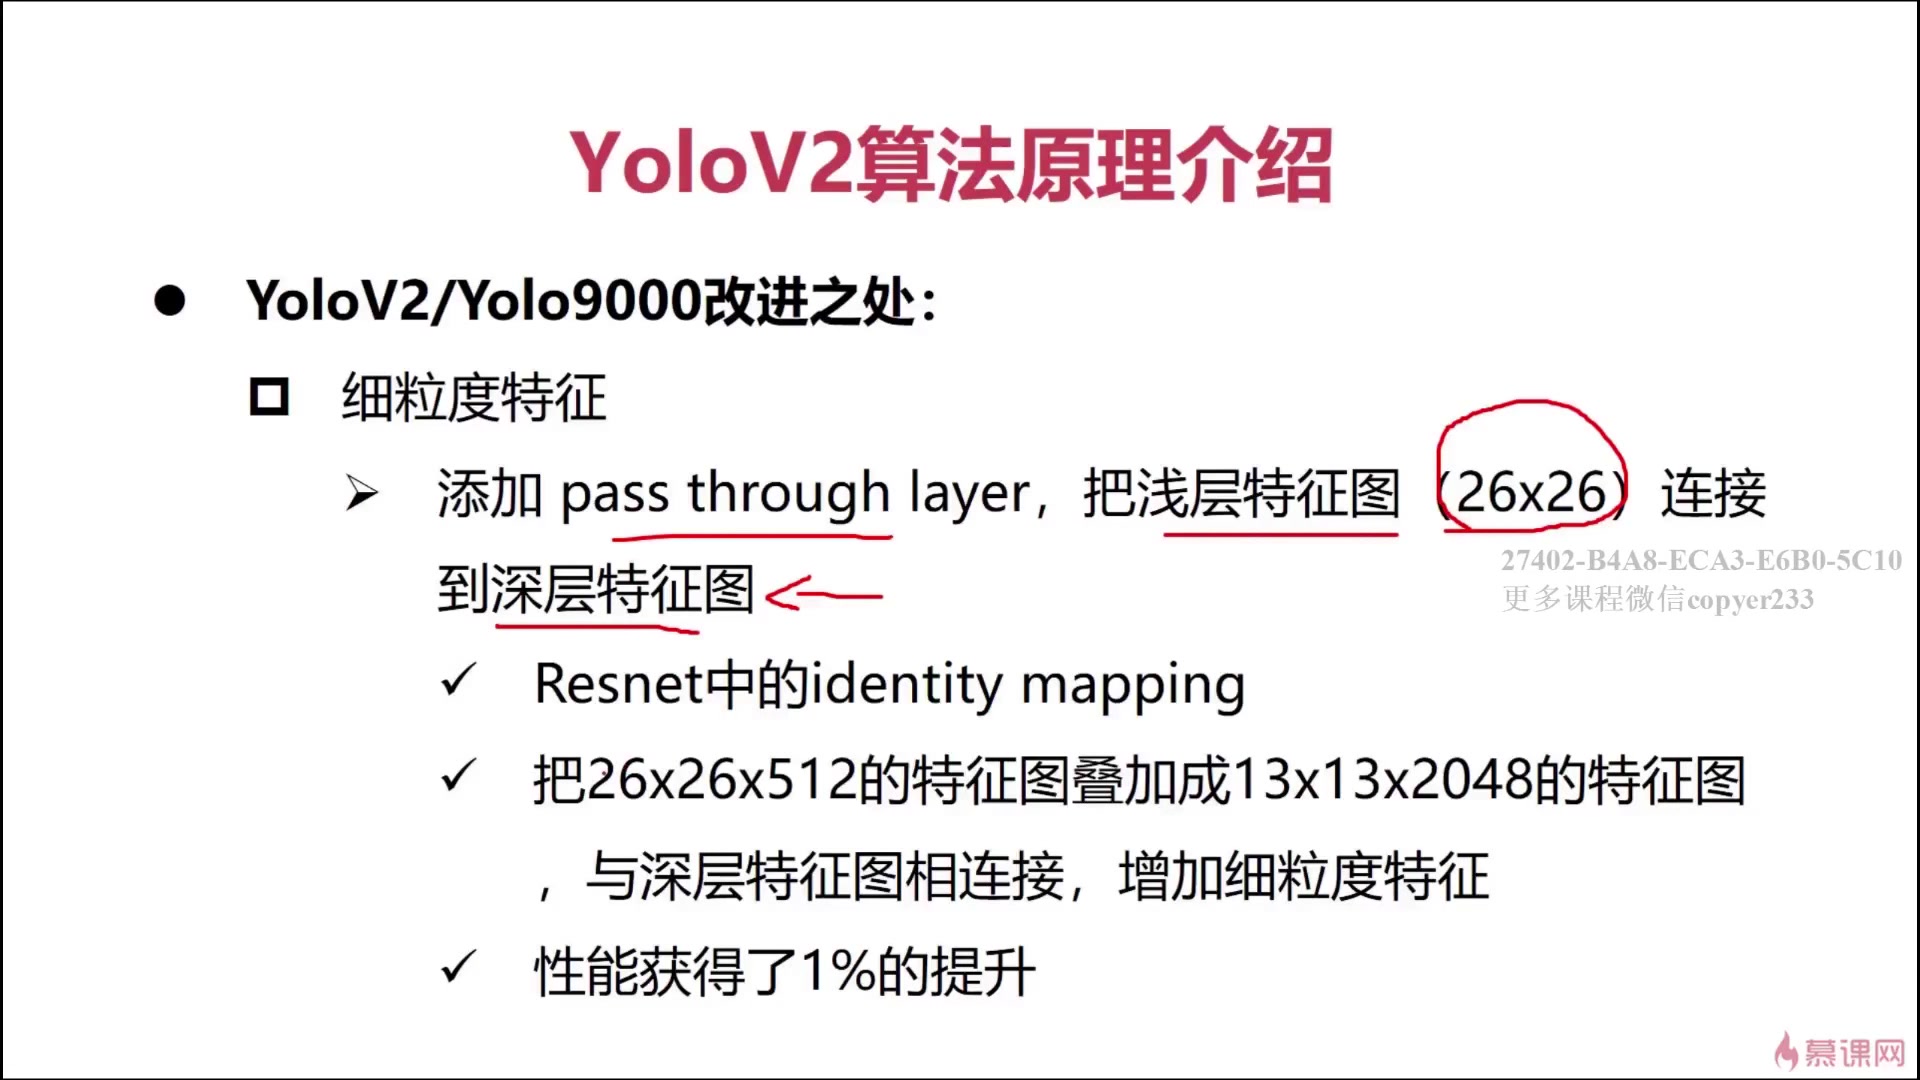 YoloV2算法原理介绍
YoloV2/Yolo9000改进之处：
细粒度特征
添加 pass through layer，把浅层特征图（26x26）连接
到深层特征图
27402-B4A8-ECA3-E6B0-5C10
更多课程微信copyer233
Resnet中的identity mapping
把26x26x512的特征图叠加成13x13x2048的特征图
，与深层特征图相连接，增加细粒度特征
性能获得了1%的提升
慕课网